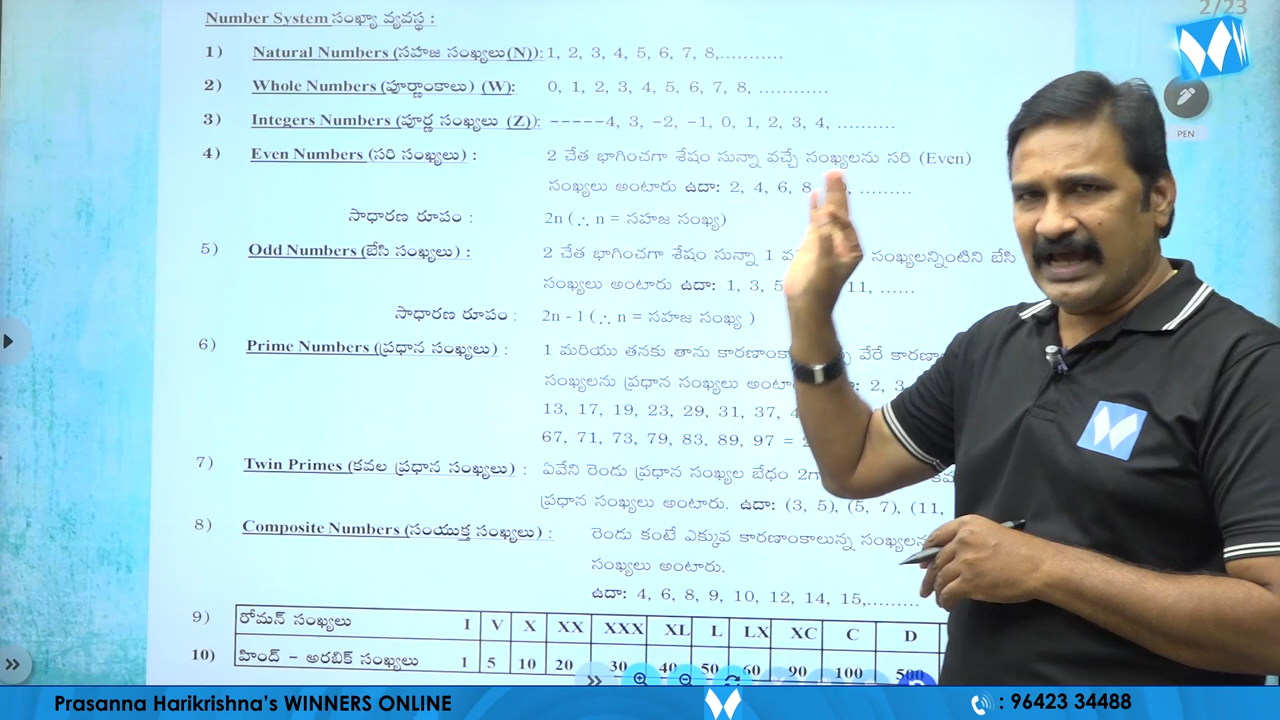 2/23
Number System సంఖ్యా వ్యవస్థ :
1) Natural Numbers (సహజ సంఖ్యలు(N)): 1, 2, 3, 4, 5, 6, 7, 8,...........
2) Whole Numbers (పూర్ణాంకాలు) (W): 0, 1, 2, 3, 4, 5, 6, 7, 8, ............
3) Integers Numbers (పూర్ణ సంఖ్యలు (Z)): -----4, 3, -2, -1, 0, 1, 2, 3, 4, ..........
4) Even Numbers (సరి సంఖ్యలు) : 2 చేత భాగించగా శేషం సున్నా వచ్చే సంఖ్యలను సరి (Even)
సంఖ్యలు అంటారు ఉదా: 2, 4, 6, 8 .........
సాధారణ రూపం : 2n (∴ n = సహజ సంఖ్య)
5) Odd Numbers (బేసి సంఖ్యలు) : 2 చేత భాగించగా శేషం సున్నా 1 సంఖ్యలన్నింటిని బేసి
సంఖ్యలు అంటారు ఉదా: 1, 3, 5 11, ......
సాధారణ రూపం : 2n - 1 (∴ n = సహజ సంఖ్య )
6) Prime Numbers (ప్రధాన సంఖ్యలు) : 1 మరియు తనకు తాను వేరే
సంఖ్యలను ప్రధాన సంఖ్యలు 2, 3
13, 17, 19, 23, 29, 31, 37,
67, 71, 73, 79, 83, 89, 97 =
7) Twin Primes (కవల ప్రధాన సంఖ్యలు) : ఏవేని రెండు ప్రధాన సంఖ్యల బేధం
ప్రధాన సంఖ్యలు అంటారు. ఉదా: (3, 5), (5, 7), (11,
8) Composite Numbers (సంయుక్త సంఖ్యలు) : రెండు కంటే ఎక్కువ కారణాంకాలున్న
సంఖ్యలు అంటారు.
ఉదా: 4, 6, 8, 9, 10, 12, 14, 15,.........
9) రోమన్ సంఖ్యలు I V X XX XXX XL L LX XC C D
10) హింద్ - అరబిక్ సంఖ్యలు 1 5 10 20 30 40 50 60 90 100 500
PEN
Prasanna Harikrishna's WINNERS ONLINE
: 96423 34488